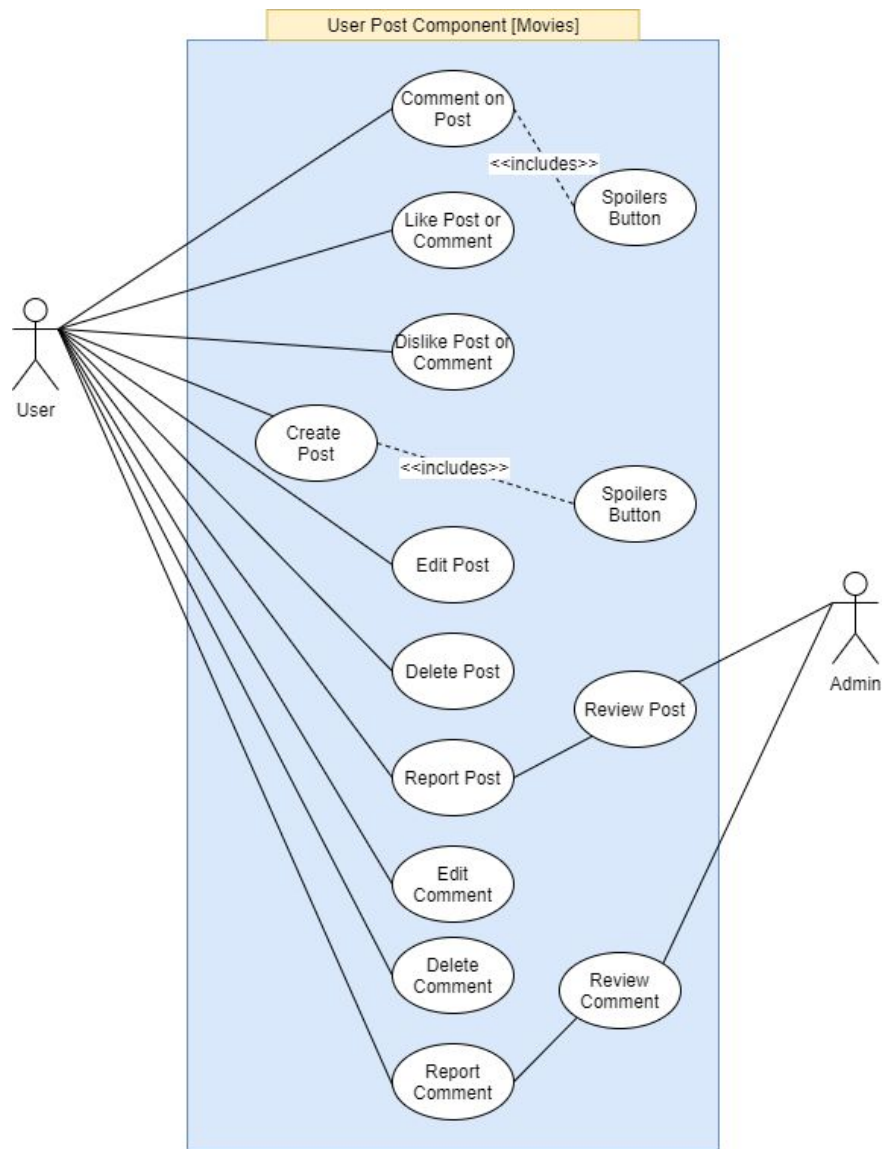 User Post Component [Movies]
Comment on
Post
<<includes>>
Spoilers
Button
Like Post or
Comment
Dislike Post or
Comment
User
Create
Post
<<includes>>
Spoilers
Button
Edit Post
Delete Post
Admin
Review Post
Report Post
Edit
Comment
Delete
Comment
Review
Comment
Report
Comment